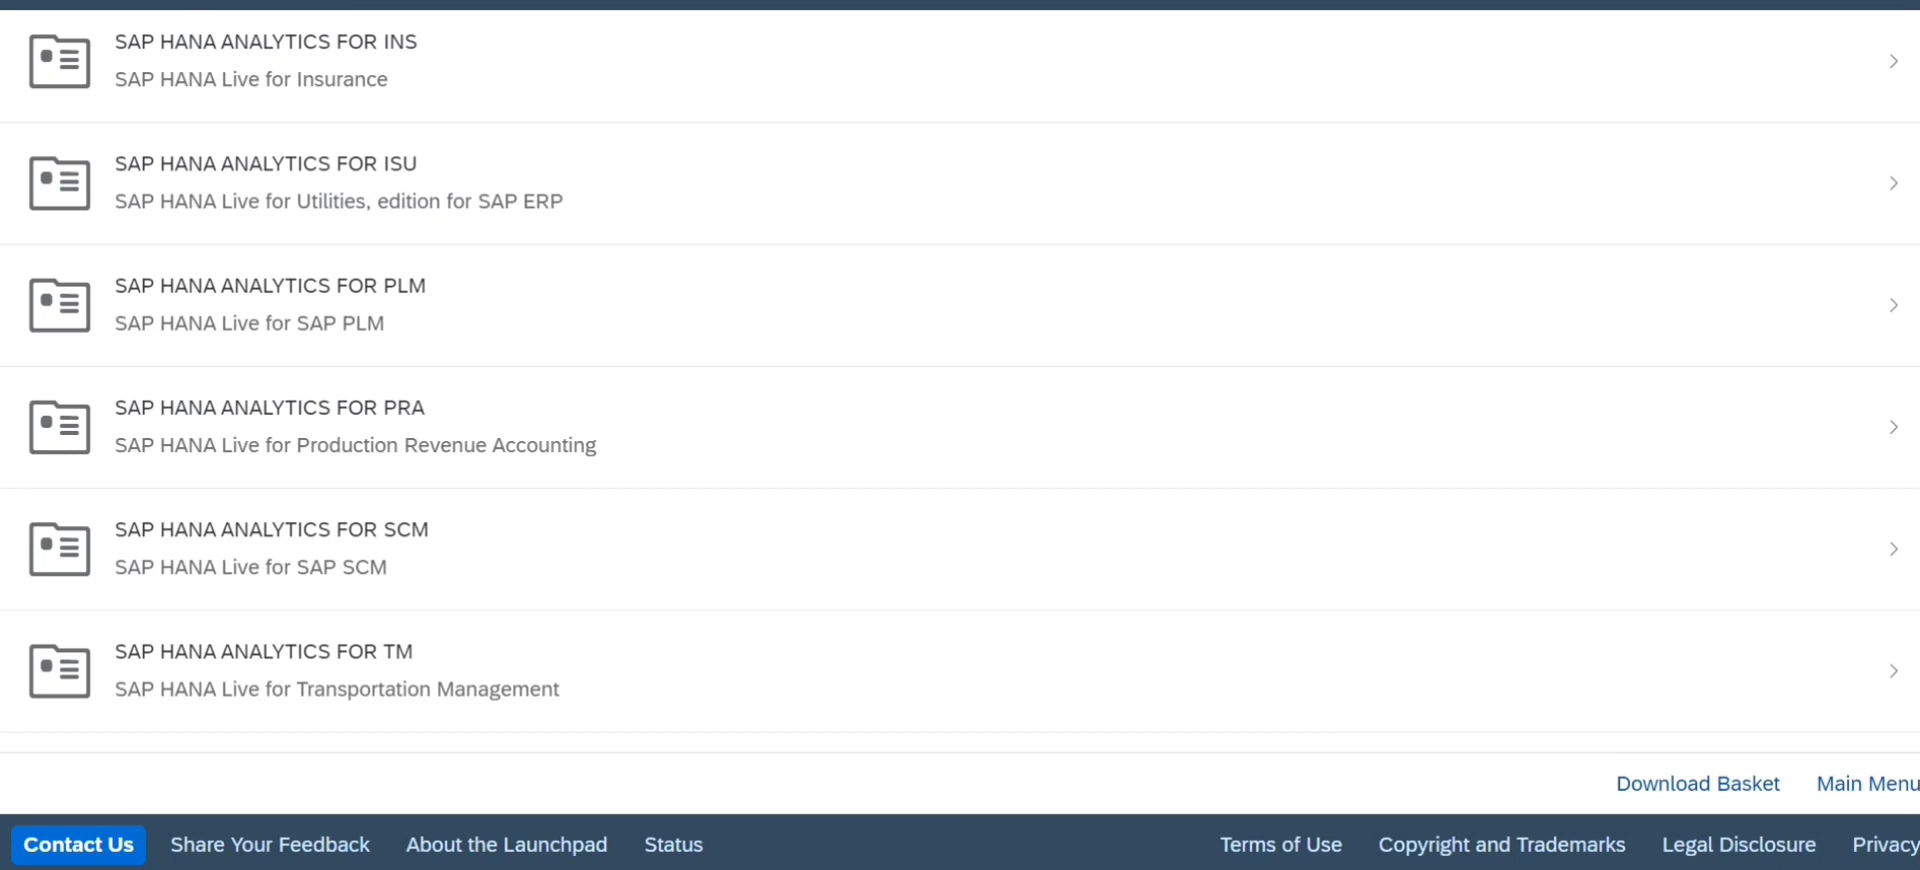 SAP HANA ANALYTICS FOR INS
SAP HANA Live for Insurance
SAP HANA ANALYTICS FOR ISU
SAP HANA Live for Utilities, edition for SAP ERP
SAP HANA ANALYTICS FOR PLM
SAP HANA Live for SAP PLM
SAP HANA ANALYTICS FOR PRA
SAP HANA Live for Production Revenue Accounting
SAP HANA ANALYTICS FOR SCM
SAP HANA Live for SAP SCM
SAP HANA ANALYTICS FOR TM
SAP HANA Live for Transportation Management
Download Basket Main Menu
Contact Us Share Your Feedback About the Launchpad Status Terms of Use Copyright and Trademarks Legal Disclosure Privacy